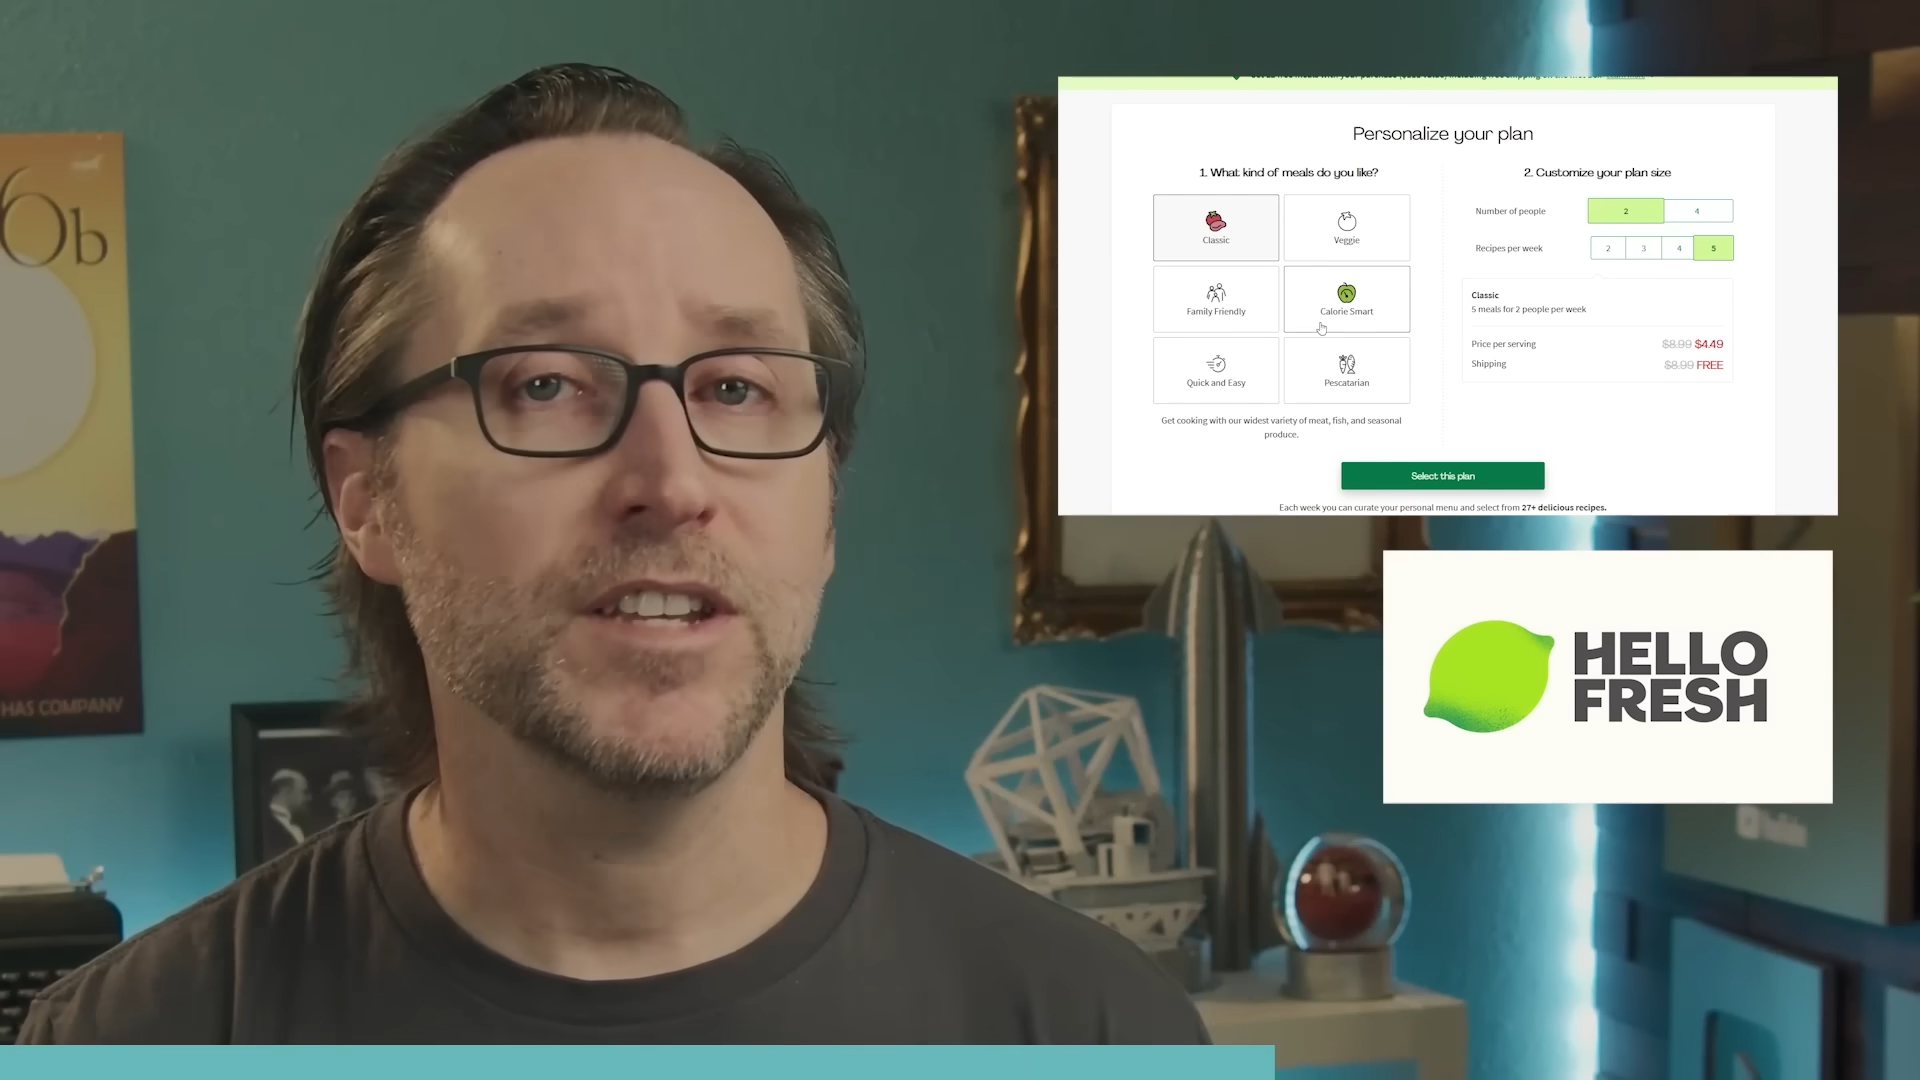 Personalize your plan
1. What kind of meals do you like?
Classic
Veggie
Family Friendly
Calorie Smart
Quick and Easy
Pescatarian
Get cooking with our widest variety of meat, fish, and seasonal
produce.
2. Customize your plan size
Number of people
2
4
Recipes per week
2
3
4
5
Classic
5 meals for 2 people per week
Price per serving
$8.99 $4.49
Shipping
$8.99 FREE
Select this plan
Each week you can curate your personal menu and select from 27+ delicious recipes.
HELLO
FRESH
HAS COMPANY